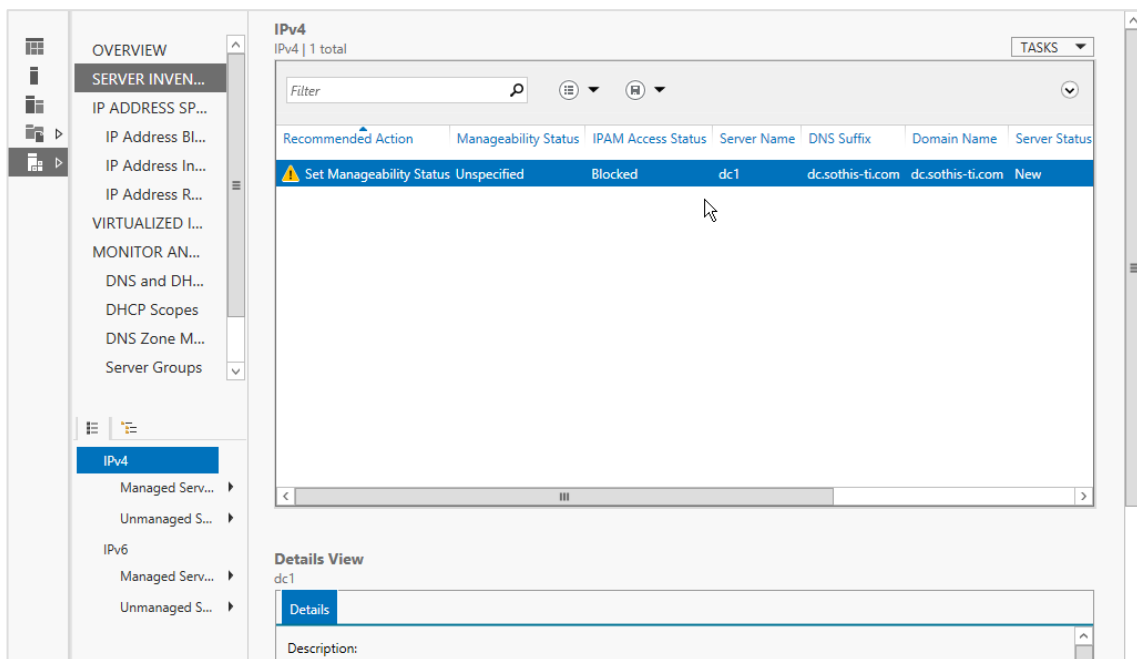 OVERVIEW
SERVER INVEN...
IP ADDRESS SP...
IP Address Bl...
IP Address In...
IP Address R...
VIRTUALIZED I...
MONITOR AN...
DNS and DH...
DHCP Scopes
DNS Zone M...
Server Groups
IPv4
Managed Serv...
Unmanaged S...
IPv6
Managed Serv...
Unmanaged S...
IPv4
IPv4 | 1 total
TASKS
Filter
Recommended Action Manageability Status IPAM Access Status Server Name DNS Suffix Domain Name Server Status
Set Manageability Status Unspecified Blocked dc1 dc.sothis-ti.com dc.sothis-ti.com New
Details View
dc1
Details
Description: